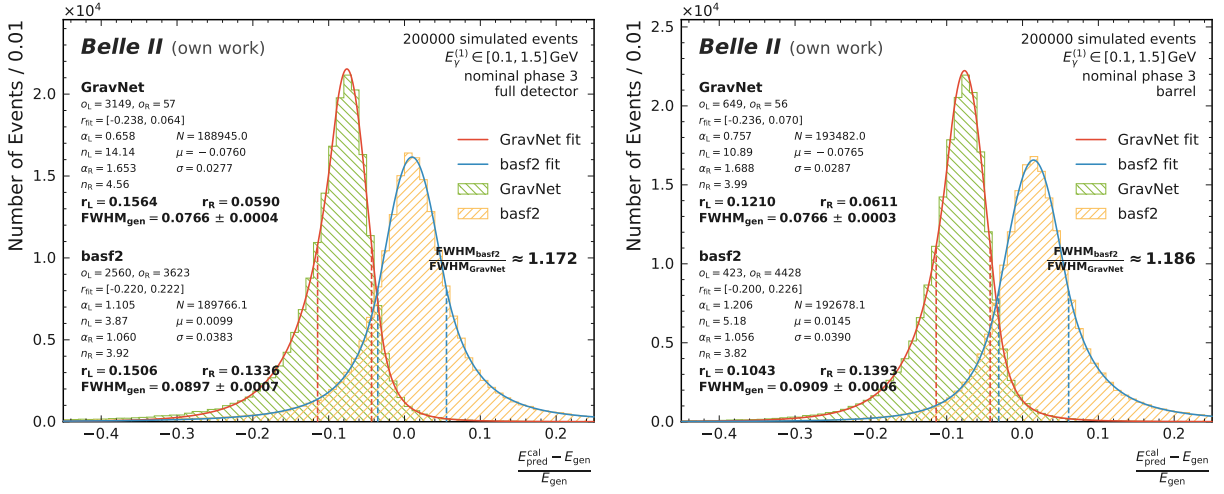 ×10⁴
Number of Events / 0.01
2.0
1.5
1.0
0.5
0.0
−0.4 −0.3 −0.2 −0.1 0.0 0.1 0.2
Belle II (own work)
200000 simulated events
E_γ^(1) ∈ [0.1, 1.5] GeV
nominal phase 3
full detector
GravNet
o_L = 3149, o_R = 57
r_fit = [-0.238, 0.064]
α_L = 0.658 N = 188945.0
n_L = 14.14 μ = −0.0760
α_R = 1.653 σ = 0.0277
n_R = 4.56
r_L = 0.1564 r_R = 0.0590
FWHM_gen = 0.0766 ± 0.0004
basf2
o_L = 2560, o_R = 3623
r_fit = [-0.220, 0.222]
α_L = 1.105 N = 189766.1
n_L = 3.87 μ = 0.0099
α_R = 1.060 σ = 0.0383
n_R = 3.92
r_L = 0.1506 r_R = 0.1336
FWHM_gen = 0.0897 ± 0.0007
GravNet fit
basf2 fit
GravNet
basf2
FWHM_basf2 / FWHM_GravNet ≈ 1.172
E_pred^cal − E_gen
E_gen
×10⁴
Number of Events / 0.01
2.5
2.0
1.5
1.0
0.5
0.0
−0.4 −0.3 −0.2 −0.1 0.0 0.1 0.2
Belle II (own work)
200000 simulated events
E_γ^(1) ∈ [0.1, 1.5] GeV
nominal phase 3
barrel
GravNet
o_L = 649, o_R = 56
r_fit = [-0.236, 0.070]
α_L = 0.757 N = 193482.0
n_L = 10.89 μ = −0.0765
α_R = 1.688 σ = 0.0287
n_R = 3.99
r_L = 0.1210 r_R = 0.0611
FWHM_gen = 0.0766 ± 0.0003
basf2
o_L = 423, o_R = 4428
r_fit = [-0.200, 0.226]
α_L = 1.206 N = 192678.1
n_L = 5.18 μ = 0.0145
α_R = 1.056 σ = 0.0390
n_R = 3.82
r_L = 0.1043 r_R = 0.1393
FWHM_gen = 0.0909 ± 0.0006
GravNet fit
basf2 fit
GravNet
basf2
FWHM_basf2 / FWHM_GravNet ≈ 1.186
E_pred^cal − E_gen
E_gen